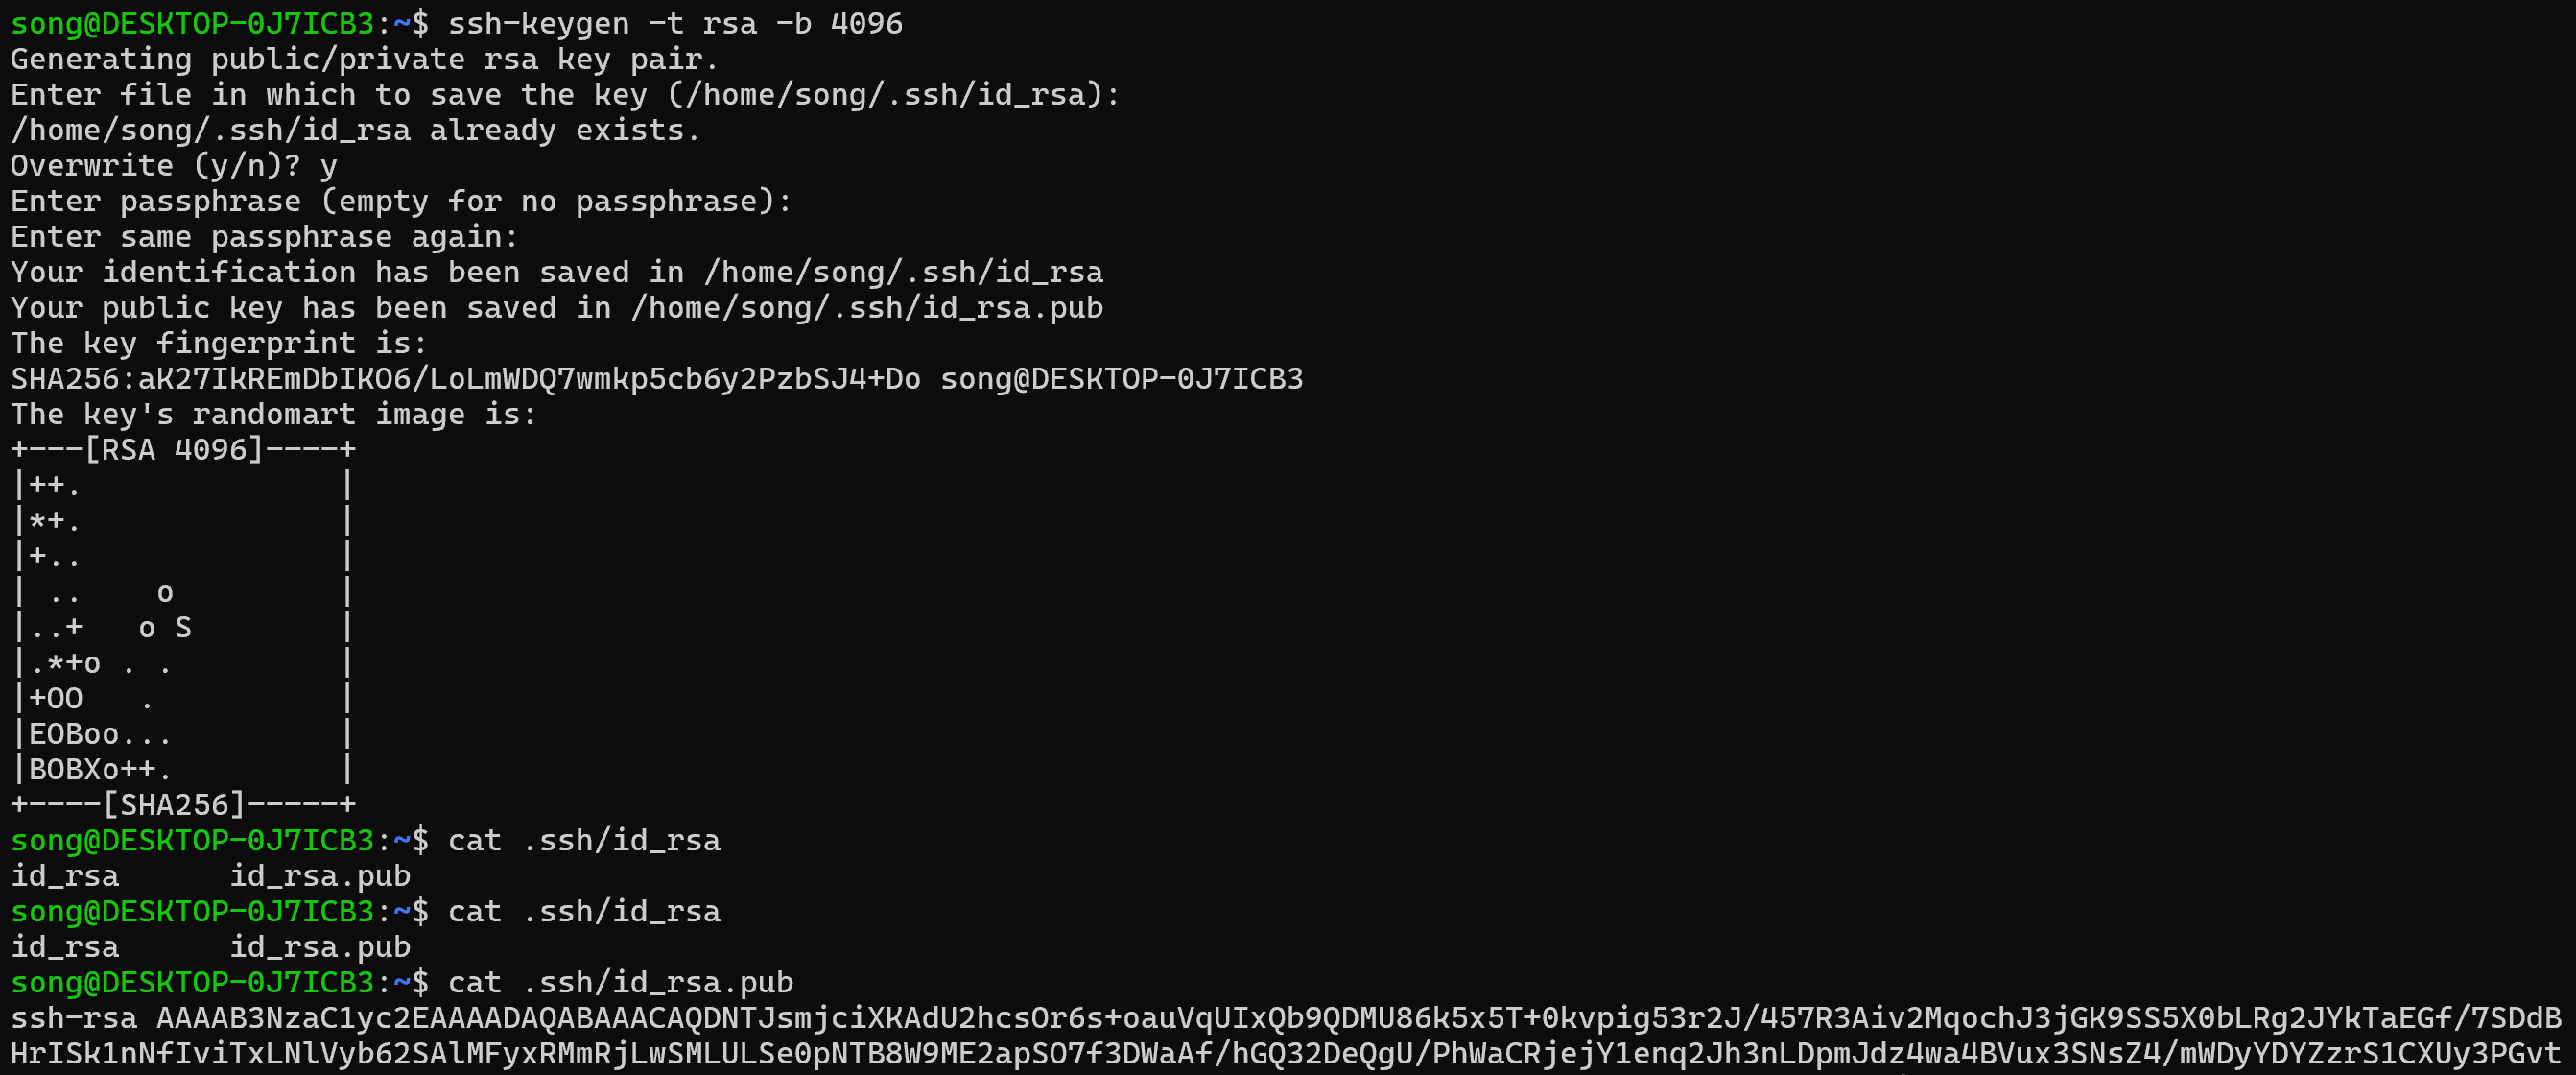 song@DESKTOP-0J7ICB3:~$ ssh-keygen -t rsa -b 4096
Generating public/private rsa key pair.
Enter file in which to save the key (/home/song/.ssh/id_rsa):
/home/song/.ssh/id_rsa already exists.
Overwrite (y/n)? y
Enter passphrase (empty for no passphrase):
Enter same passphrase again:
Your identification has been saved in /home/song/.ssh/id_rsa
Your public key has been saved in /home/song/.ssh/id_rsa.pub
The key fingerprint is:
SHA256:aK27IkREmDbIKO6/LoLmWDQ7wmkp5cb6y2PzbSJ4+Do song@DESKTOP-0J7ICB3
The key's randomart image is:
+---[RSA 4096]----+
|++.              |
|*+.              |
|+..              |
| ..    o         |
|..+   o S        |
|.*+o . .         |
|+OO   .          |
|EOBoo...         |
|BOBXo++.         |
+----[SHA256]-----+
song@DESKTOP-0J7ICB3:~$ cat .ssh/id_rsa
id_rsa      id_rsa.pub
song@DESKTOP-0J7ICB3:~$ cat .ssh/id_rsa
id_rsa      id_rsa.pub
song@DESKTOP-0J7ICB3:~$ cat .ssh/id_rsa.pub
ssh-rsa AAAAB3NzaC1yc2EAAAADAQABAAACAQDNTJsmjciXKAdU2hcsOr6s+oauVqUIxQb9QDMU86k5x5T+0kvpig53r2J/457R3Aiv2MqochJ3jGK9SS5X0bLRg2JYkTaEGf/7SDdB
HrISk1nNfIviTxLNlVyb62SAlMFyxRMmRjLwSMLULSe0pNTB8W9ME2apSO7f3DWaAf/hGQ32DeQgU/PhWaCRjejY1enq2Jh3nLDpmJdz4wa4BVux3SNsZ4/mWDyYDYZzrS1CXUy3PGvt